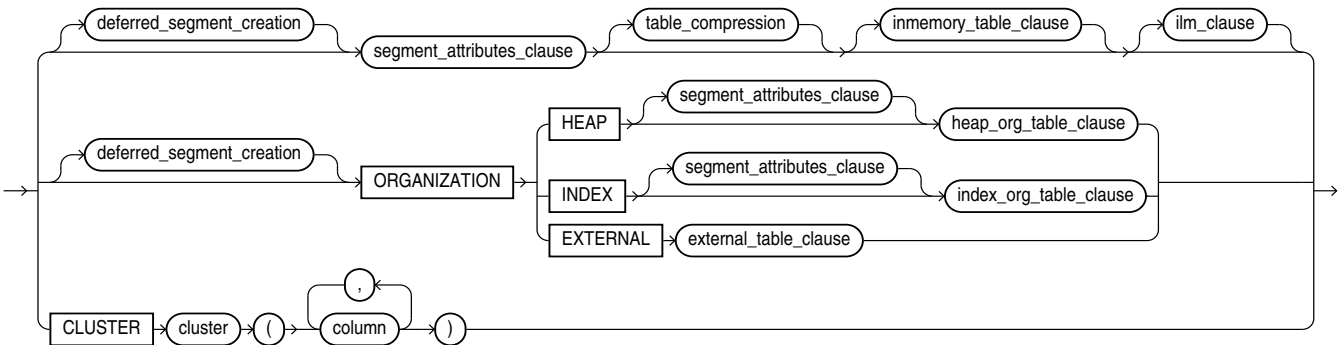 deferred_segment_creation
segment_attributes_clause
table_compression
inmemory_table_clause
ilm_clause
deferred_segment_creation
ORGANIZATION
HEAP
segment_attributes_clause
heap_org_table_clause
INDEX
segment_attributes_clause
index_org_table_clause
EXTERNAL
external_table_clause
CLUSTER
cluster
(
,
column
)